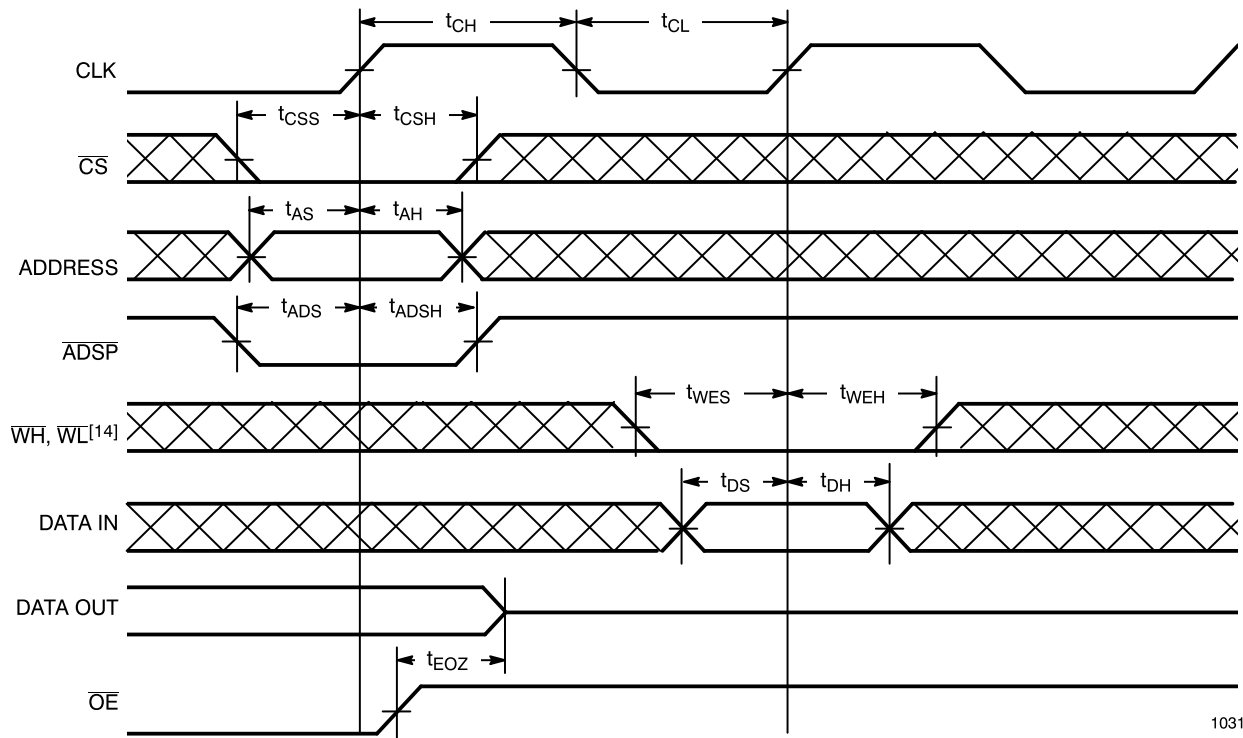 tCH tCL
CLK
tCSS tCSH
CS
tAS tAH
ADDRESS
tADS tADSH
ADSP
tWES tWEH
WH, WL[14]
tDS tDH
DATA IN
DATA OUT
tEOZ
OE
1031